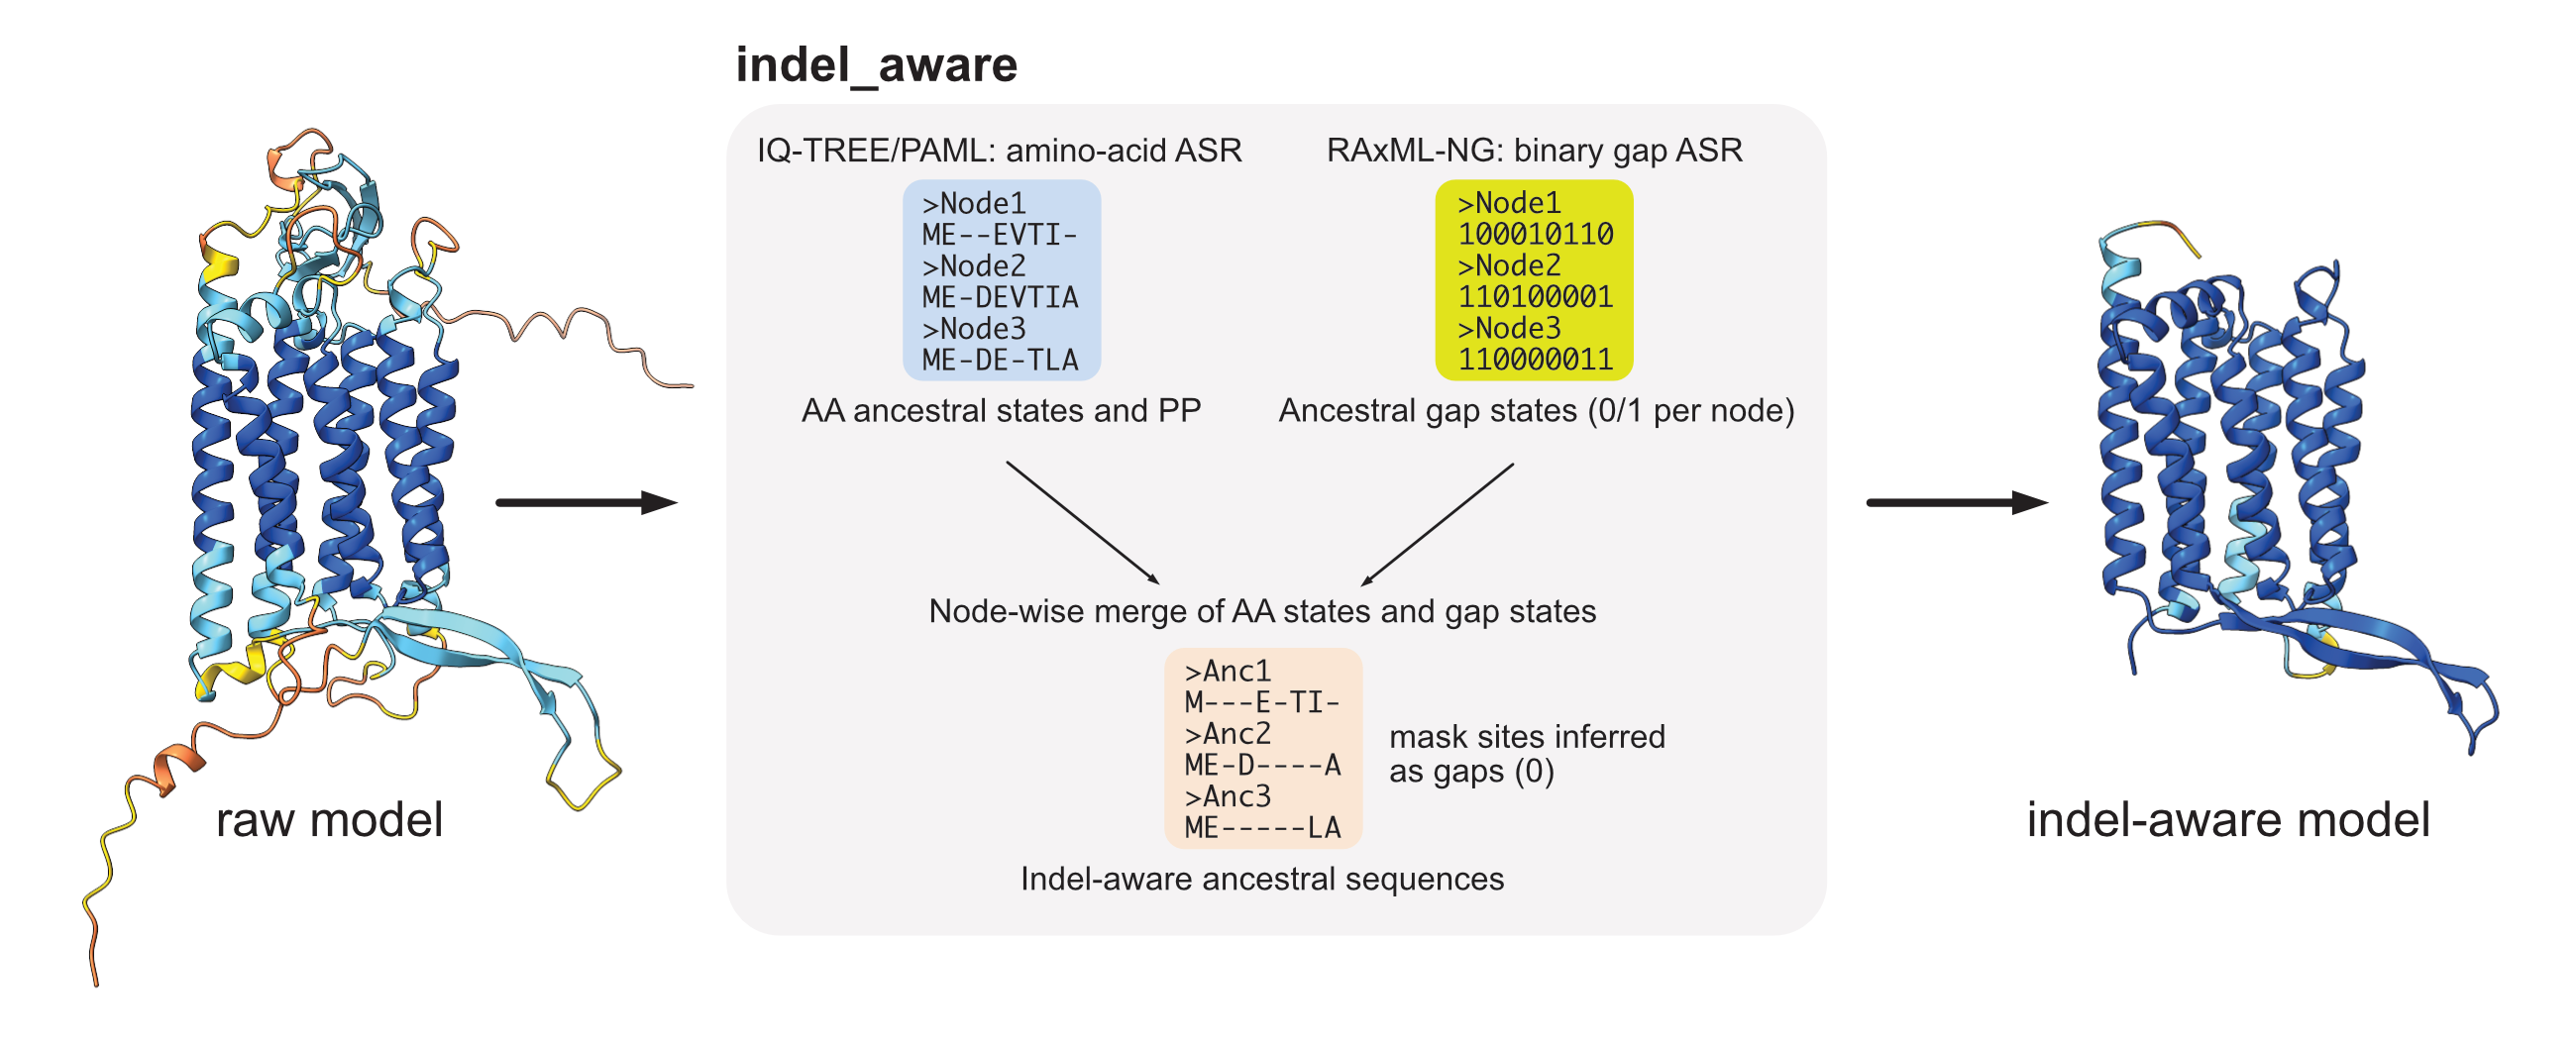 indel_aware
IQ-TREE/PAML: amino-acid ASR
>Node1
ME--EVTI-
>Node2
ME-DEVTIA
>Node3
ME-DE-TLA
AA ancestral states and PP
RAxML-NG: binary gap ASR
>Node1
100010110
>Node2
110100001
>Node3
110000011
Ancestral gap states (0/1 per node)
Node-wise merge of AA states and gap states
>Anc1
M---E-TI-
>Anc2
ME-D----A
>Anc3
ME-----LA
mask sites inferred
as gaps (0)
Indel-aware ancestral sequences
raw model
indel-aware model